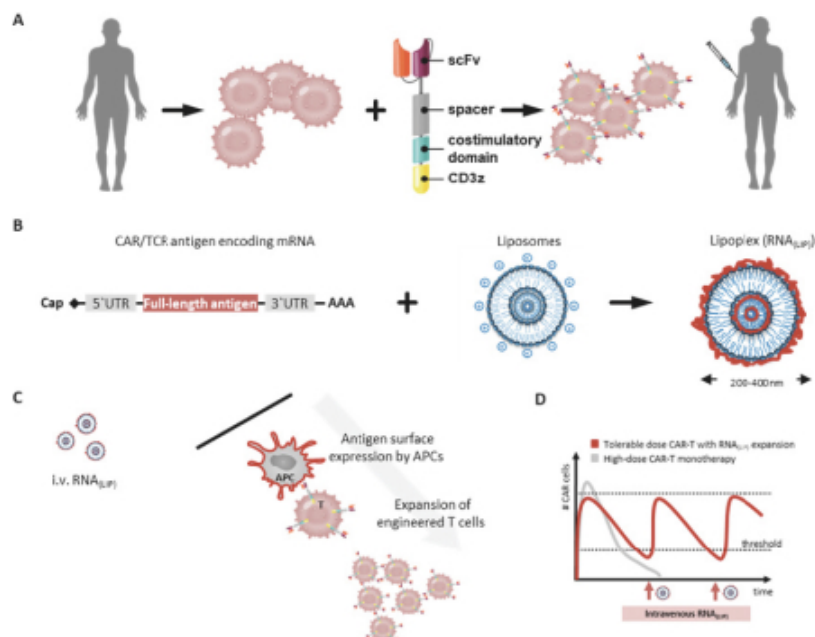 A
scFv
spacer
costimulatory
domain
CD3z
B
CAR/TCR antigen encoding mRNA
Liposomes
Lipoplex (RNA(LIP))
Cap
5`UTR
Full-length antigen
3`UTR
AAA
200-400nm
C
i.v. RNA(LIP)
Antigen surface
expression by APCs
APC
T
Expansion of
engineered T cells
D
Tolerable dose CAR-T with RNA(LIP) expansion
High-dose CAR-T monotherapy
# CAR cells
threshold
time
Intravenous RNA(LIP)